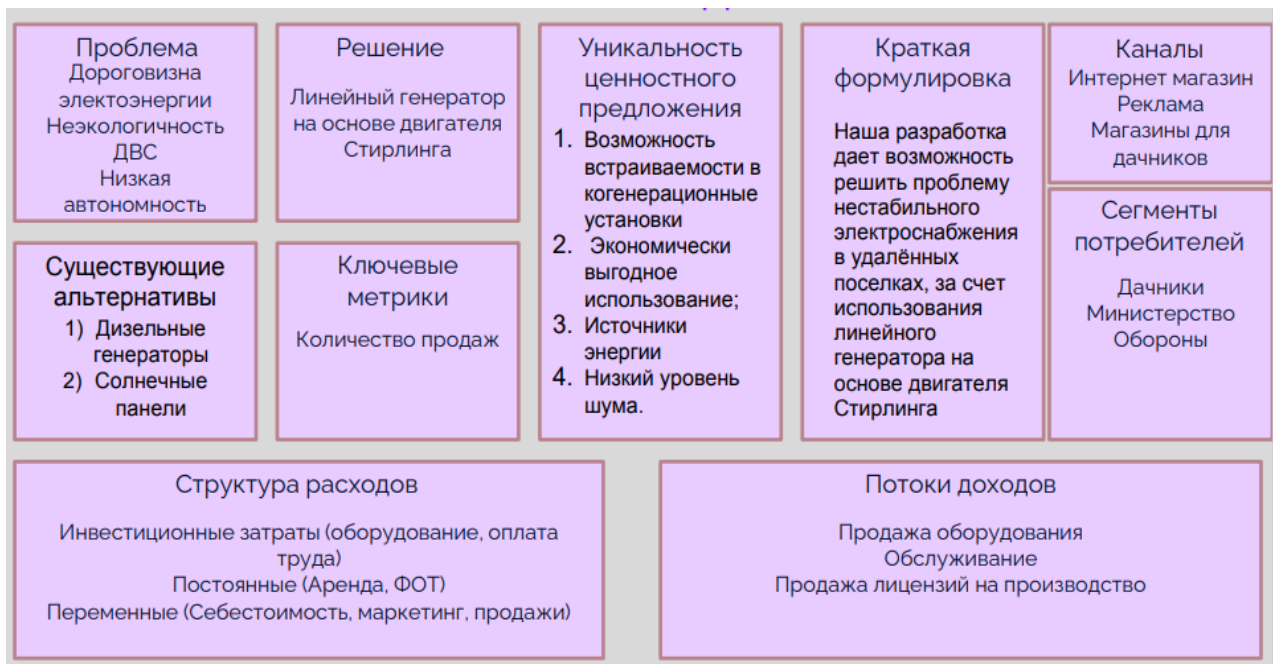 Проблема
Дороговизна
электоэнергии
Неэкологичность
ДВС
Низкая
автономность
Решение
Линейный генератор
на основе двигателя
Стирлинга
Уникальность
ценностного
предложения
1. Возможность
встраиваемости в
когенерационные
установки
2. Экономически
выгодное
использование;
3. Источники
энергии
4. Низкий уровень
шума.
Краткая
формулировка
Наша разработка
дает возможность
решить проблему
нестабильного
электроснабжения
в удалённых
поселках, за счет
использования
линейного
генератора на
основе двигателя
Стирлинга
Каналы
Интернет магазин
Реклама
Магазины для
дачников
Существующие
альтернативы
1) Дизельные
генераторы
2) Солнечные
панели
Ключевые
метрики
Количество продаж
Сегменты
потребителей
Дачники
Министерство
Обороны
Структура расходов
Инвестиционные затраты (оборудование, оплата
труда)
Постоянные (Аренда, ФОТ)
Переменные (Себестоимость, маркетинг, продажи)
Потоки доходов
Продажа оборудования
Обслуживание
Продажа лицензий на производство